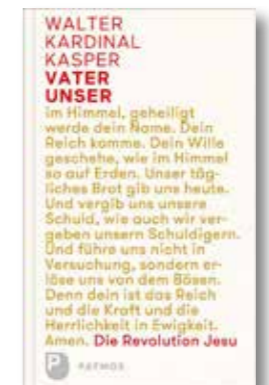 WALTER
KARDINAL
KASPER
VATER
UNSER
im Himmel, geheiligt
werde dein Name. Dein
Reich komme. Dein Wille
geschehe, wie im Himmel
so auf Erden. Unser täg-
liches Brot gib uns heute.
Und vergib uns unsere
Schuld, wie auch wir ver-
geben unsern Schuldigern.
Und führe uns nicht in
Versuchung, sondern er-
löse uns von dem Bösen.
Denn dein ist das Reich
und die Kraft und die
Herrlichkeit in Ewigkeit.
Amen. Die Revolution Jesu
PATMOS